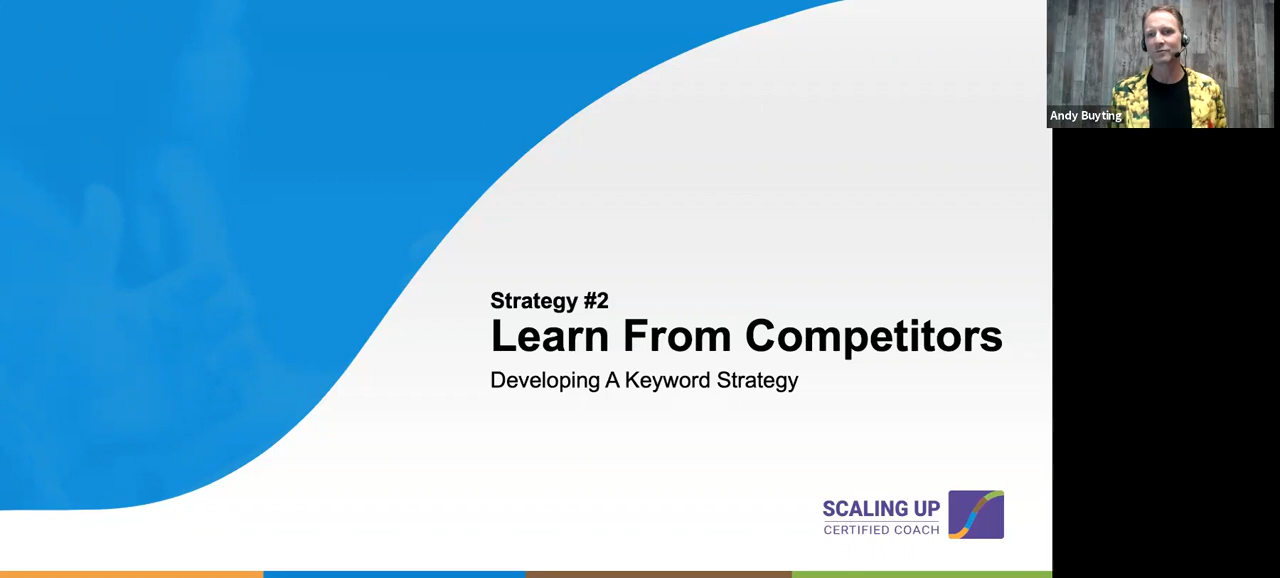 Andy Buyting
Strategy #2
Learn From Competitors
Developing A Keyword Strategy
SCALING UP
CERTIFIED COACH